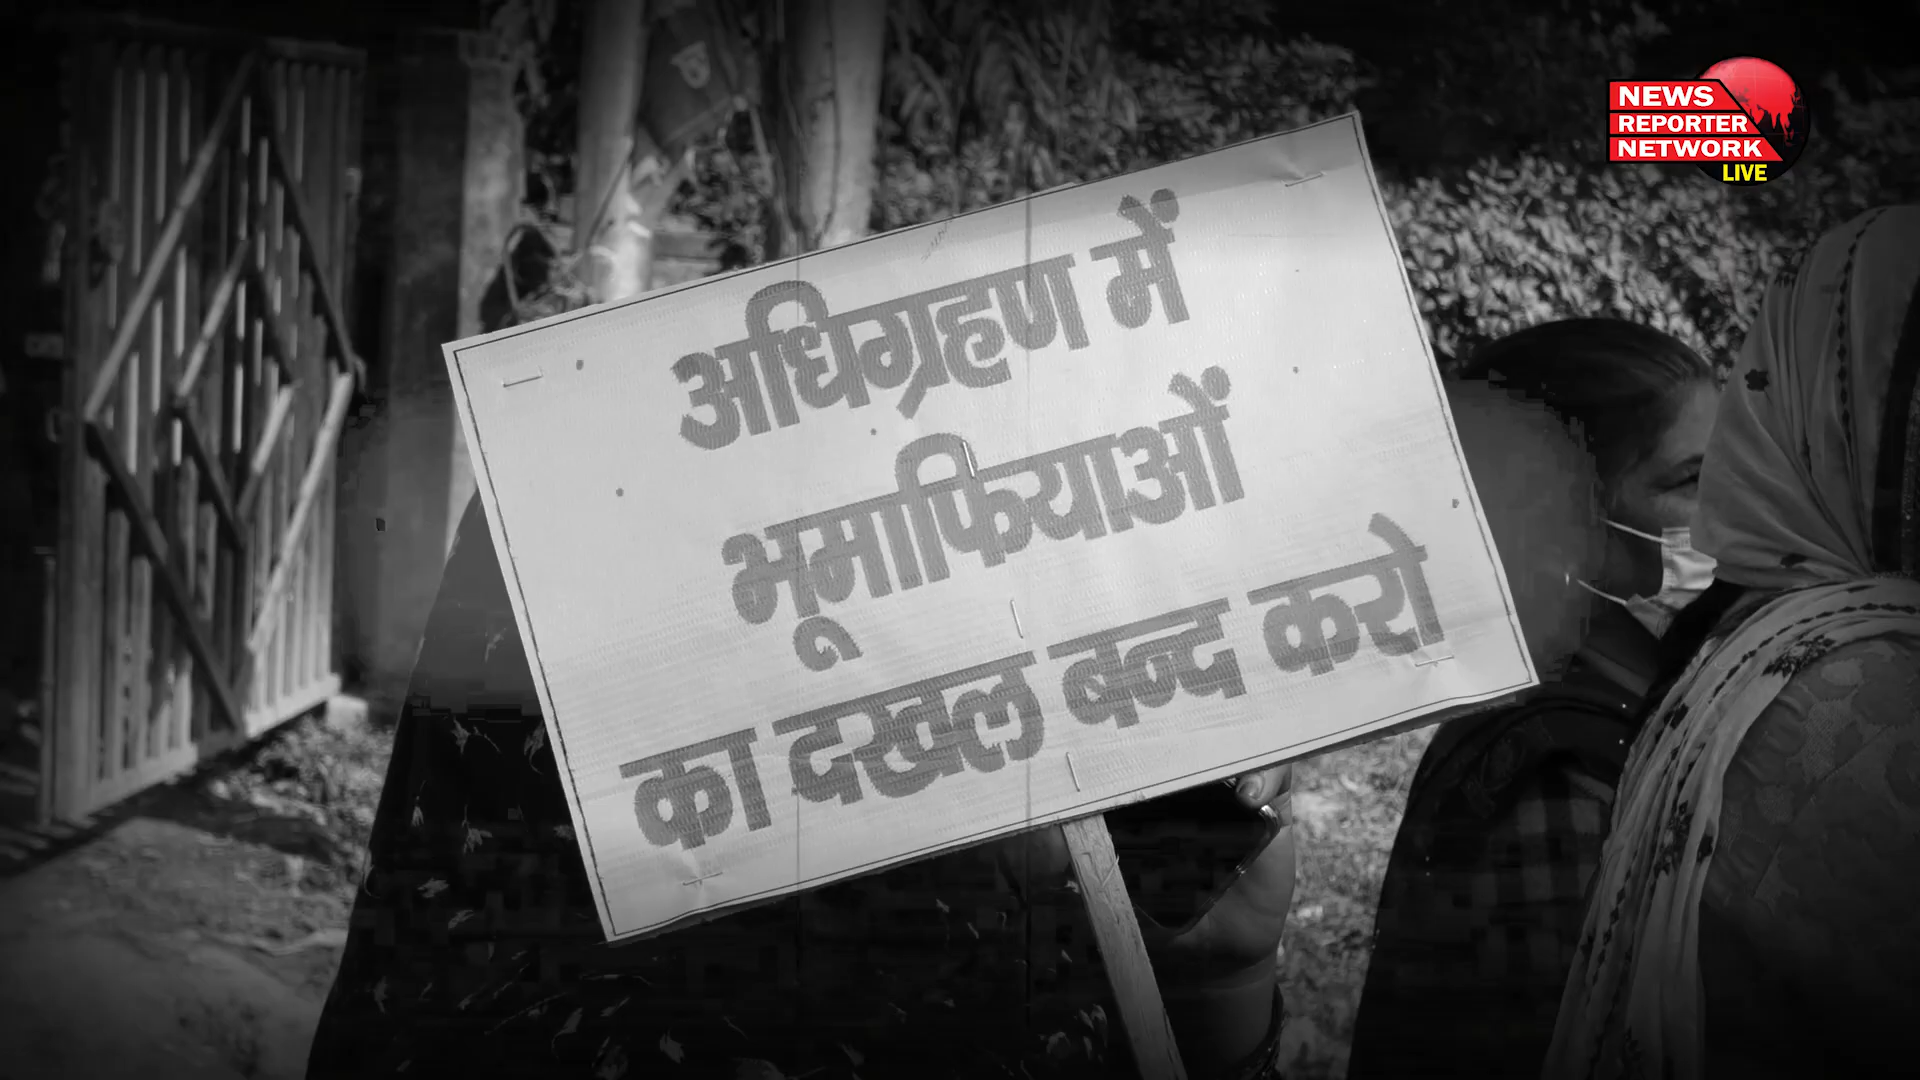 NEWS
REPORTER
NETWORK
LIVE
अधिग्रहण में
भूमाफियाओं
का दखल बन्द करो